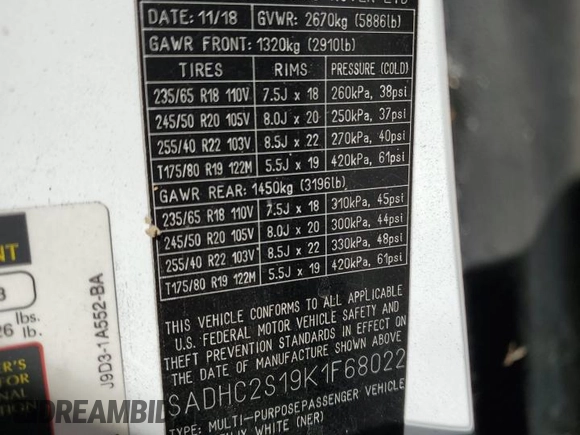 DATE: 11/18 GVWR: 2670kg (5886lb)
GAWR FRONT: 1320kg (2910lb)
TIRES RIMS PRESSURE (COLD)
235/65 R18 110V 7.5J x 18 260kPa, 38psi
245/50 R20 105V 8.0J x 20 250kPa, 37psi
255/40 R22 103V 8.5J x 22 270kPa, 40psi
T175/80 R19 122M 5.5J x 19 420kPa, 61psi
GAWR REAR: 1450kg (3196lb)
235/65 R18 110V 7.5J x 18 310kPa, 45psi
245/50 R20 105V 8.0J x 20 300kPa, 44psi
255/40 R22 103V 8.5J x 22 330kPa, 48psi
T175/80 R19 122M 5.5J x 19 420kPa, 61psi
THIS VEHICLE CONFORMS TO ALL APPLICABLE
U.S. FEDERAL MOTOR VEHICLE SAFETY AND
THEFT PREVENTION STANDARDS IN EFFECT ON THE
DATE OF MANUFACTURE SHOWN ABOVE.
SADHC2S19K1F68022
TYPE: MULTI-PURPOSE PASSENGER VEHICLE
WHITE (NER)
J9D3-1A552-BA
lb.
lbs.